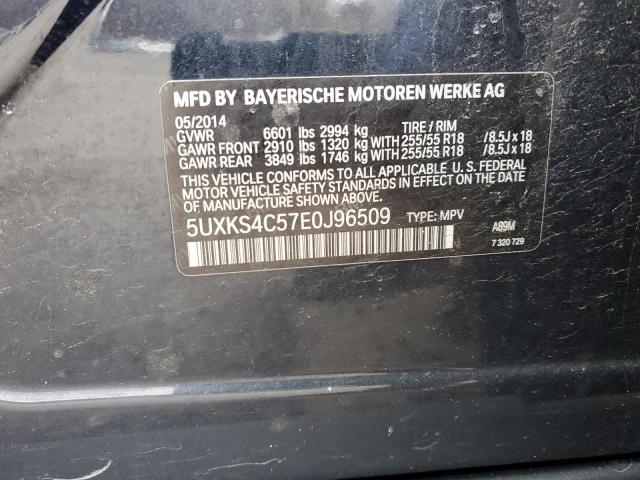 MFD BY BAYERISCHE MOTOREN WERKE AG
05/2014 TIRE / RIM
GVWR 6601 lbs 2994 kg
GAWR FRONT 2910 lbs 1320 kg WITH 255/55 R18 /8.5J x 18
GAWR REAR 3849 lbs 1746 kg WITH 255/55 R18 /8.5J x 18
THIS VEHICLE CONFORMS TO ALL APPLICABLE U. S. FEDERAL
MOTOR VEHICLE SAFETY STANDARDS IN EFFECT ON THE DATE
OF MANUFACTURE SHOWN ABOVE.
5UXKS4C57E0J96509 TYPE: MPV A89M
7 320 729